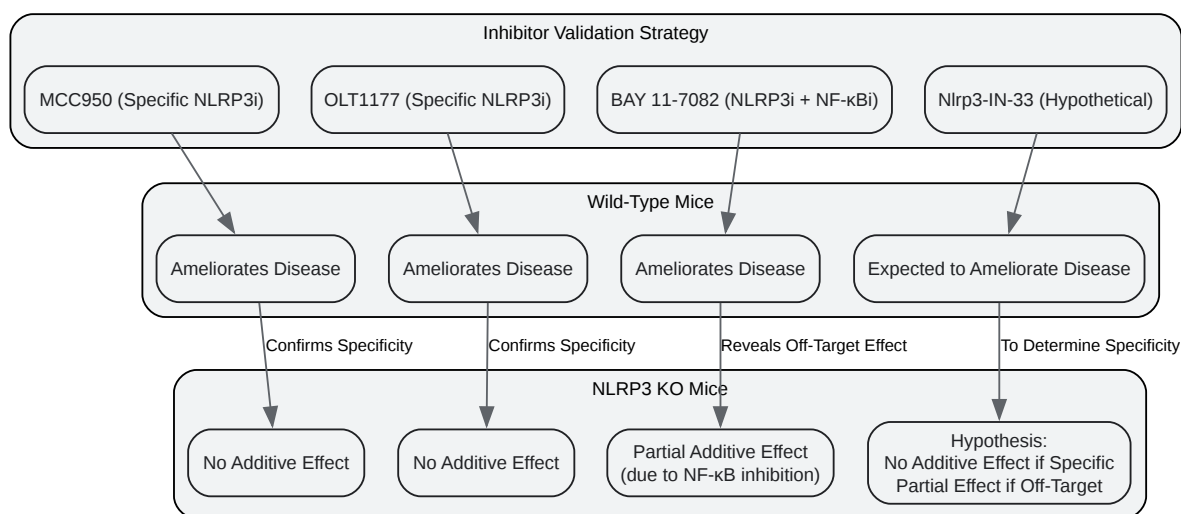 Inhibitor Validation Strategy
MCC950 (Specific NLRP3i)
OLT1177 (Specific NLRP3i)
BAY 11-7082 (NLRP3i + NF-κBi)
Nlrp3-IN-33 (Hypothetical)
Wild-Type Mice
Ameliorates Disease
Ameliorates Disease
Ameliorates Disease
Expected to Ameliorate Disease
Confirms Specificity
Confirms Specificity
Reveals Off-Target Effect
To Determine Specificity
NLRP3 KO Mice
No Additive Effect
No Additive Effect
Partial Additive Effect
(due to NF-κB inhibition)
Hypothesis:
No Additive Effect if Specific
Partial Effect if Off-Target